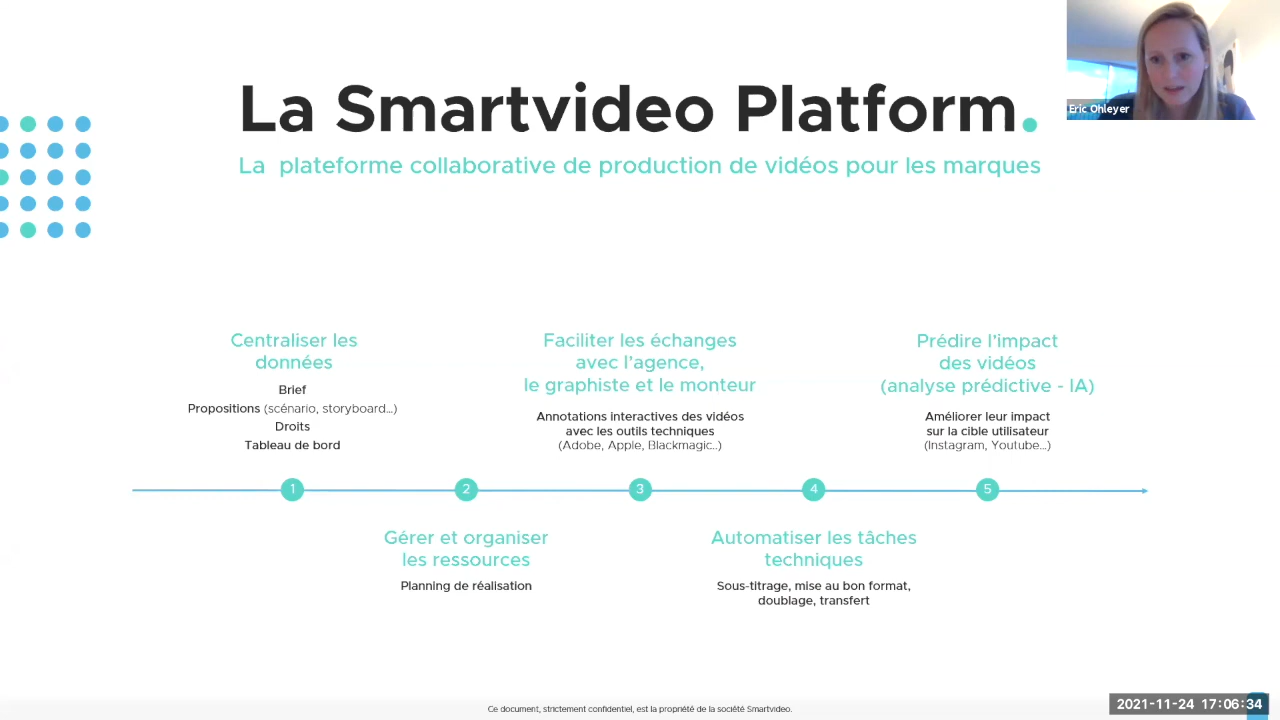 La Smartvideo Platform.
La plateforme collaborative de production de vidéos pour les marques
Eric Ohleyer
Centraliser les
données
Brief
Propositions (scénario, storyboard...)
Droits
Tableau de bord
Faciliter les échanges
avec l'agence,
le graphiste et le monteur
Annotations interactives des vidéos
avec les outils techniques
(Adobe, Apple, Blackmagic..)
Prédire l'impact
des vidéos
(analyse prédictive - IA)
Améliorer leur impact
sur la cible utilisateur
(Instagram, Youtube...)
1
2
3
4
5
Gérer et organiser
les ressources
Planning de réalisation
Automatiser les tâches
techniques
Sous-titrage, mise au bon format,
doublage, transfert
Ce document, strictement confidentiel, est la propriété de la société Smartvideo.
2021-11-24 17:06:34